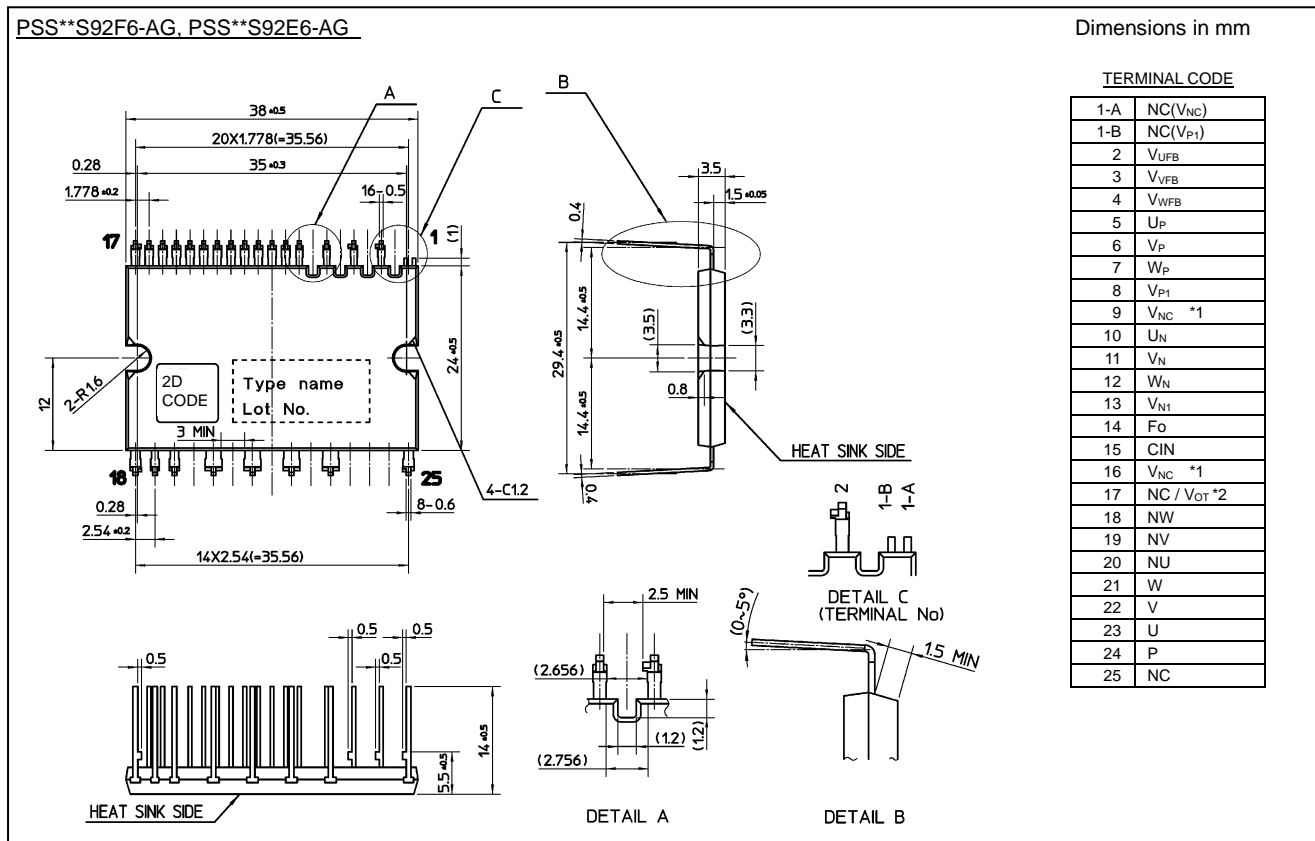 PSS**S92F6-AG, PSS**S92E6-AG
Dimensions in mm
TERMINAL CODE
1-A NC(VNC)
1-B NC(VP1)
2 VUFB
3 VVFB
4 VWFB
5 UP
6 VP
7 WP
8 VP1
9 VNC *1
10 UN
11 VN
12 WN
13 VN1
14 Fo
15 CIN
16 VNC *1
17 NC / VOT *2
18 NW
19 NV
20 NU
21 W
22 V
23 U
24 P
25 NC
A
C
B
38 ±0.5
20X1.778(=35.56)
0.28
35 ±0.3
1.778 ±0.2
16-0.5
17
1
(1)
24±0.5
12
2-R1.6
2D
CODE
Type name
Lot No.
3 MIN
18
25
4-C1.2
0.28
8-0.6
2.54 ±0.2
14X2.54(=35.56)
3.5
1.5 ±0.05
0.4
29.4 ±0.5
14.4 ±0.5
14.4 ±0.5
(3.5)
(3.3)
0.8
0.4
HEAT SINK SIDE
2
1-B
1-A
DETAIL C
(TERMINAL No)
0.5
0.5
0.5
0.5
14±0.5
5.5±0.5
HEAT SINK SIDE
2.5 MIN
(2.656)
(1.2)
(1.2)
(2.756)
DETAIL A
(0~5°)
1.5 MIN
DETAIL B